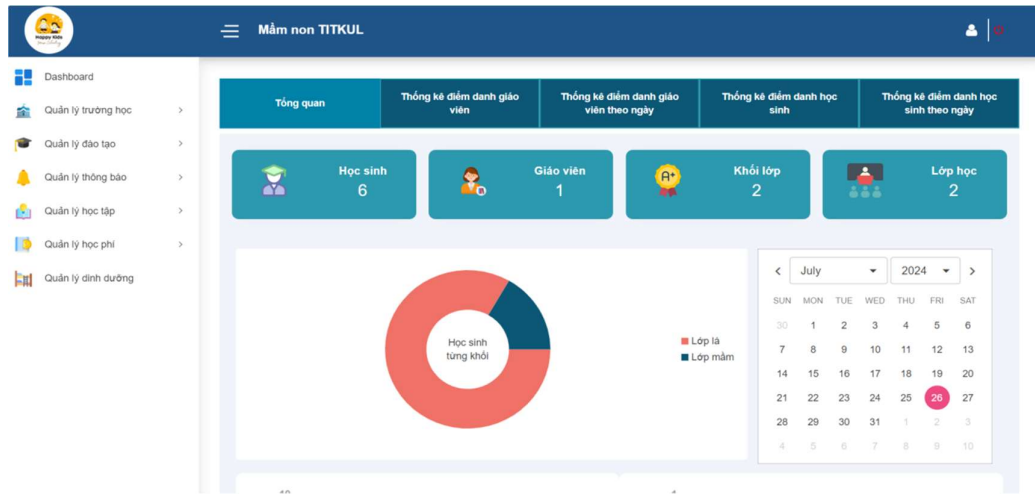 Happy Kids
Mầm non TITKUL
Dashboard
Quản lý trường học
Quản lý đào tạo
Quản lý thông báo
Quản lý học tập
Quản lý học phí
Quản lý dinh dưỡng
Tổng quan
Thống kê điểm danh giáo
viên
Thống kê điểm danh giáo
viên theo ngày
Thống kê điểm danh học
sinh
Thống kê điểm danh học
sinh theo ngày
Học sinh
6
Giáo viên
1
A+
Khối lớp
2
Lớp học
2
Học sinh
từng khối
Lớp lá
Lớp mầm
July 2024
SUN MON TUE WED THU FRI SAT
30 1 2 3 4 5 6
7 8 9 10 11 12 13
14 15 16 17 18 19 20
21 22 23 24 25 26 27
28 29 30 31 1 2 3
4 5 6 7 8 9 10